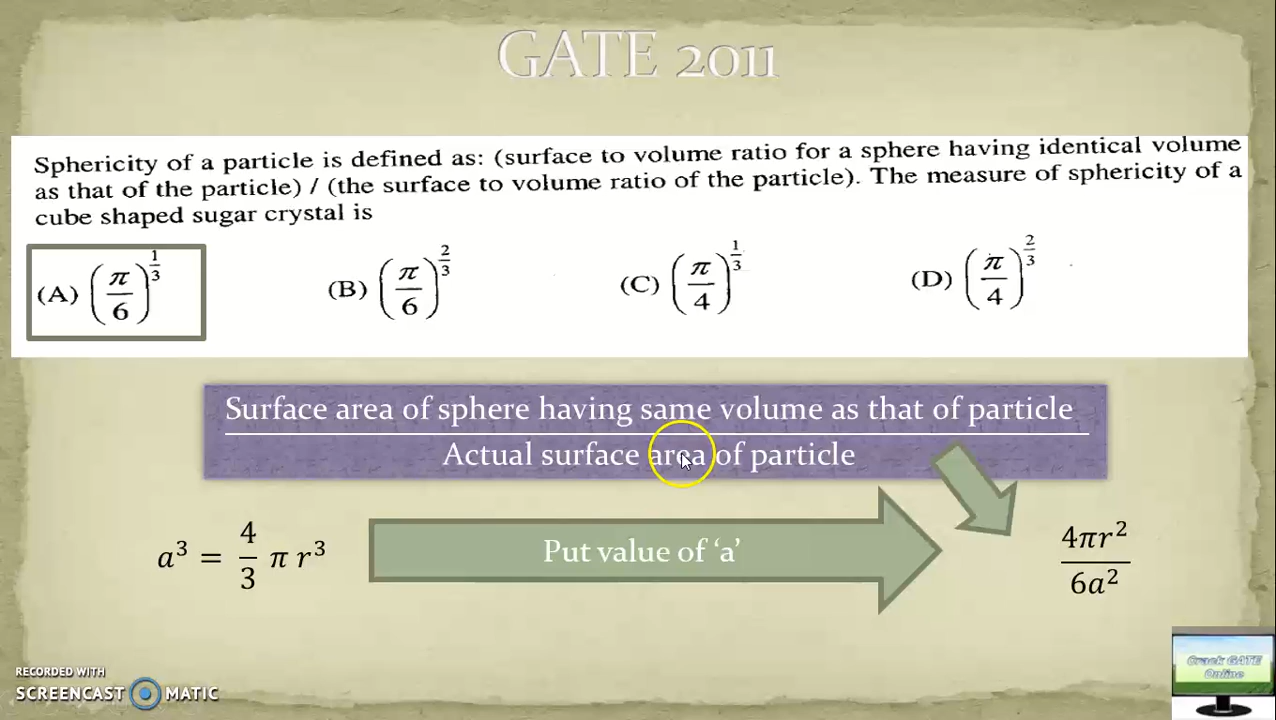 GATE 2011
Sphericity of a particle is defined as: (surface to volume ratio for a sphere having identical volume
as that of the particle) / (the surface to volume ratio of the particle). The measure of sphericity of a
cube shaped sugar crystal is
(A) (π/6)^(1/3) (B) (π/6)^(2/3) (C) (π/4)^(1/3) (D) (π/4)^(2/3)
Surface area of sphere having same volume as that of particle
Actual surface area of particle
a³ = 4/3 π r³
Put value of ‘a’
4πr²
6a²
RECORDED WITH
SCREENCAST MATIC
Crack GATE
Online